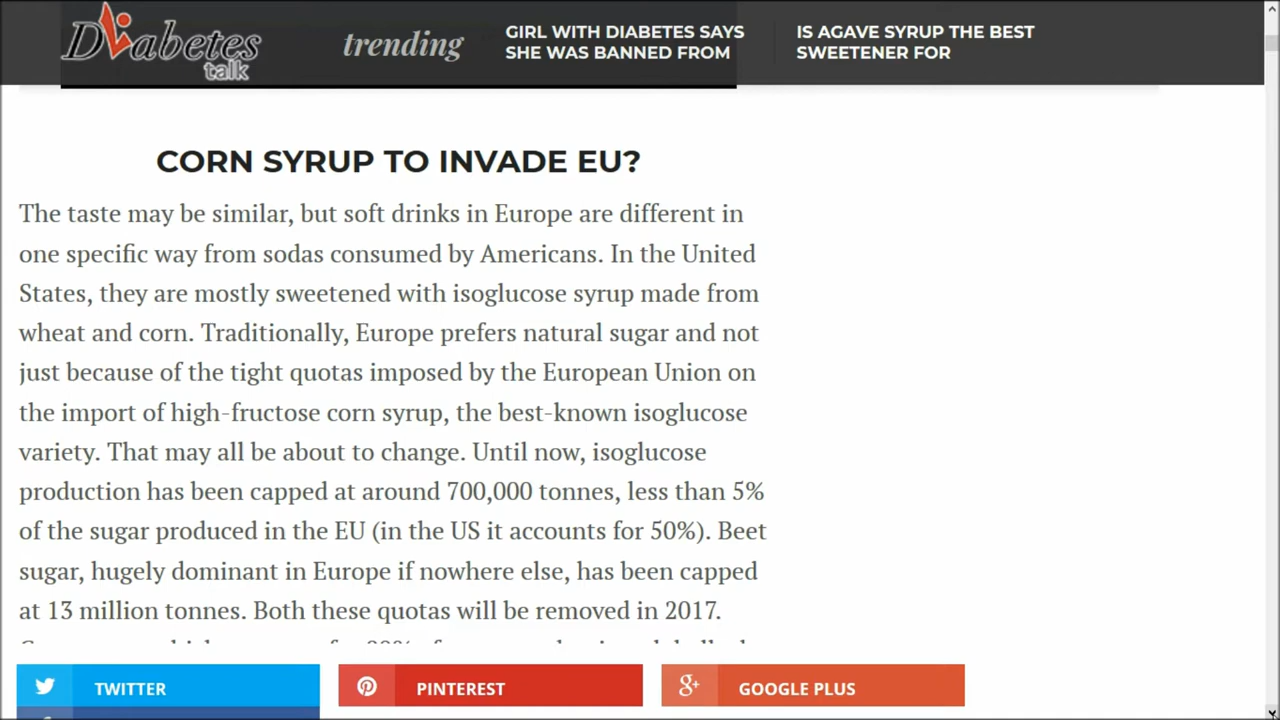 Diabetes
talk
trending
GIRL WITH DIABETES SAYS
SHE WAS BANNED FROM
IS AGAVE SYRUP THE BEST
SWEETENER FOR
CORN SYRUP TO INVADE EU?
The taste may be similar, but soft drinks in Europe are different in
one specific way from sodas consumed by Americans. In the United
States, they are mostly sweetened with isoglucose syrup made from
wheat and corn. Traditionally, Europe prefers natural sugar and not
just because of the tight quotas imposed by the European Union on
the import of high-fructose corn syrup, the best-known isoglucose
variety. That may all be about to change. Until now, isoglucose
production has been capped at around 700,000 tonnes, less than 5%
of the sugar produced in the EU (in the US it accounts for 50%). Beet
sugar, hugely dominant in Europe if nowhere else, has been capped
at 13 million tonnes. Both these quotas will be removed in 2017.
TWITTER
PINTEREST
g+ GOOGLE PLUS